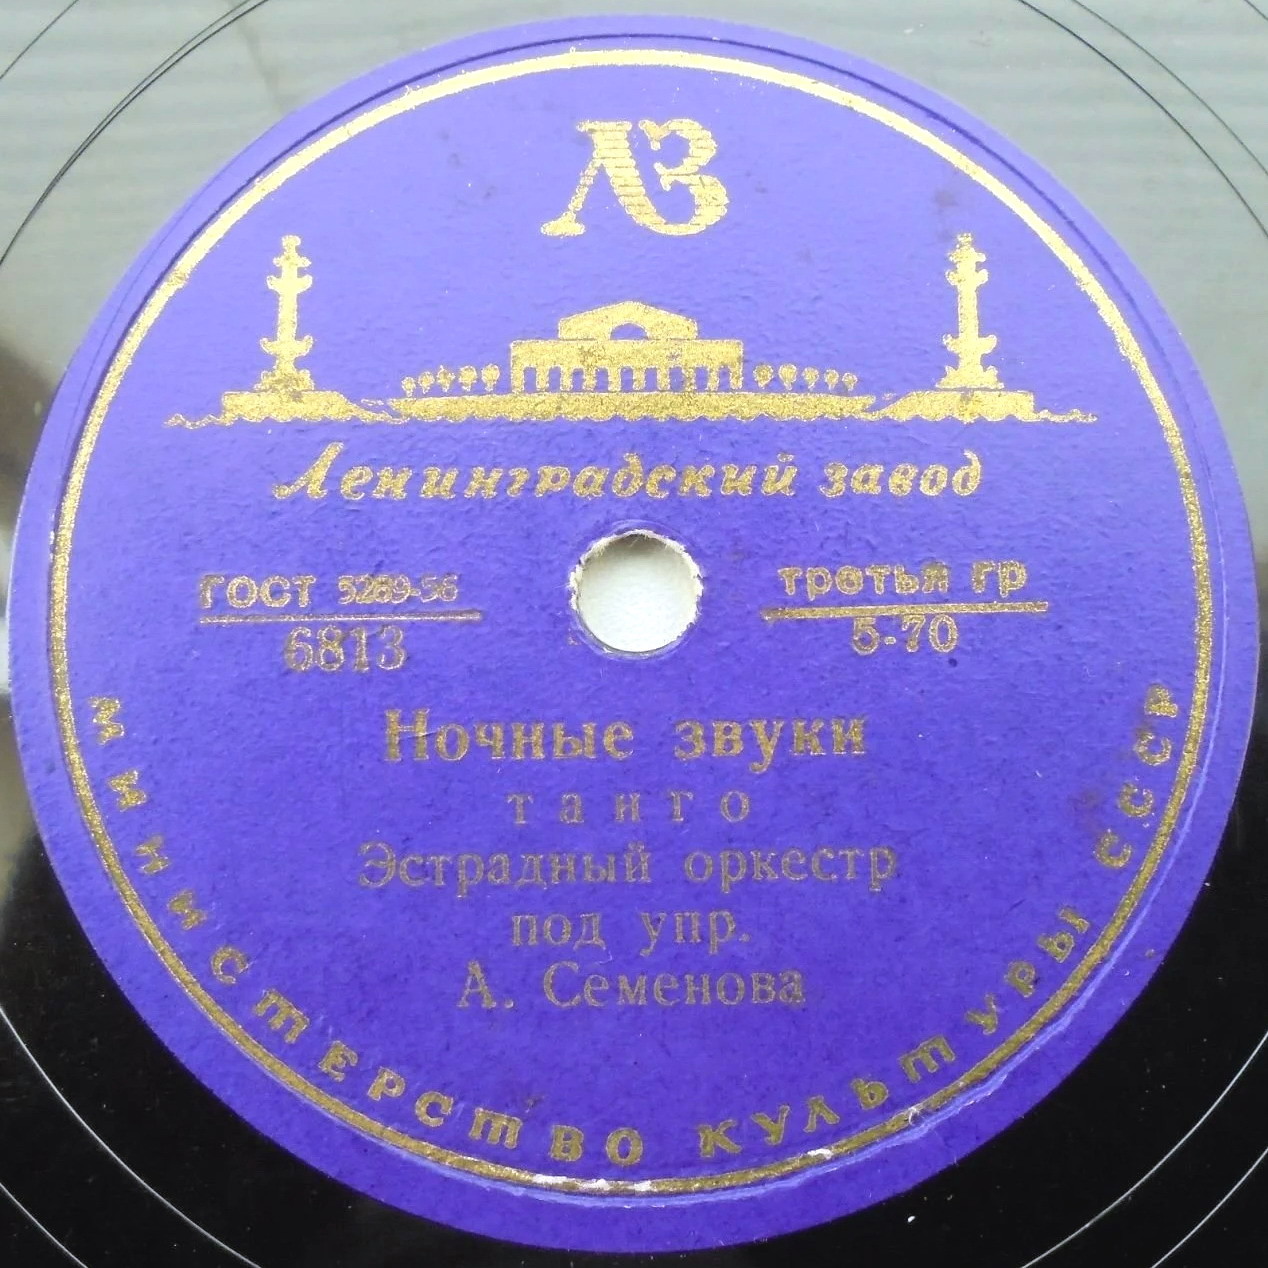 ЛЗ
Ленинградский завод
ГОСТ 5289-56
6813
третья гр
5-70
Ночные звуки
танго
Эстрадный оркестр
под упр.
А. Семенова
МИНИСТЕРСТВО КУЛЬТУРЫ СССР